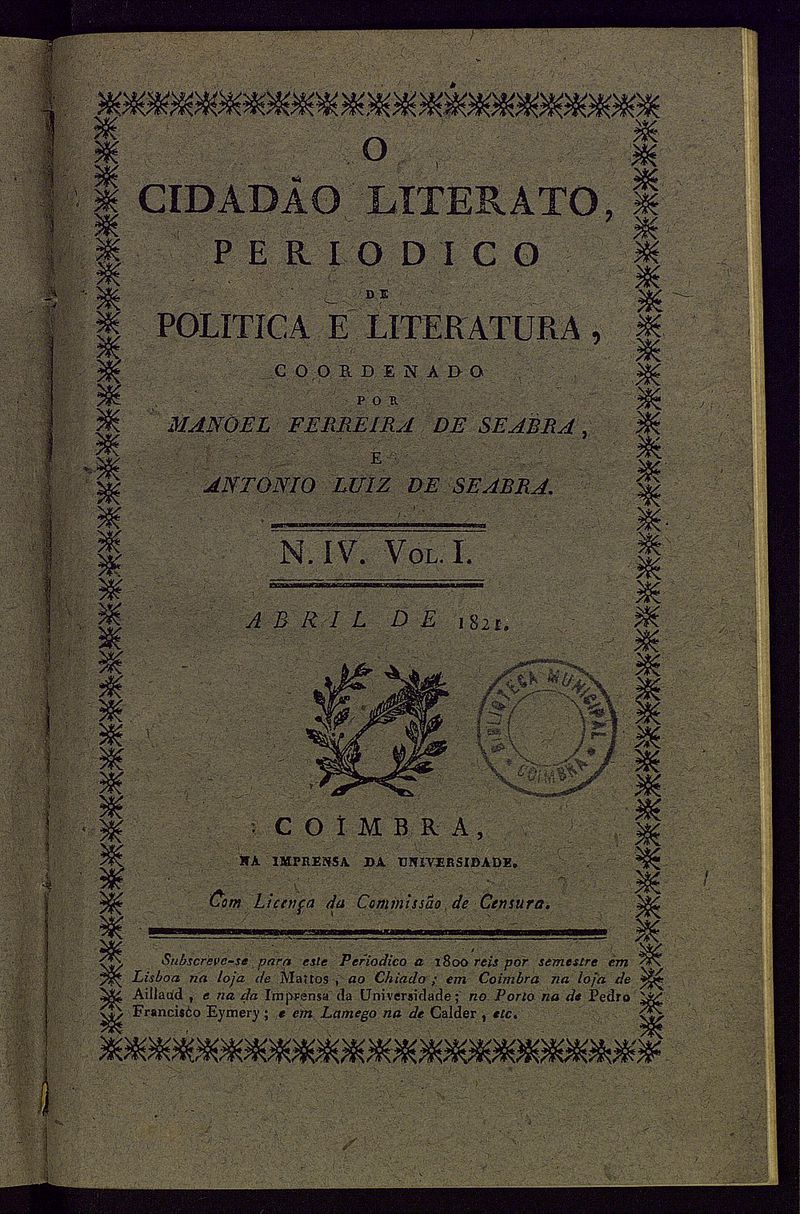 O
CIDADÃO LITERATO,
PERIODICO
DE
POLITICA E LITERATURA,
COORDENADO
POR
MANOEL FERREIRA DE SEABRA,
E
ANTONIO LUIZ DE SEABRA.
N. IV. VOL. I.
ABRIL DE 1821.
BIBLIOTECA MUNICIPAL
* COIMBRA *
COIMBRA,
NA IMPRENSA DA UNIVERSIDADE.
Com Licença da Commissão de Censura.
Subscreve-se para este Periodico a 1800 reis por semestre em
Lisboa na loja de Mattos, ao Chiado; em Coimbra na loja de
Aillaud, e na da Imprensa da Universidade; no Porto na de Pedro
Francisco Eymery; e em Lamego na de Calder, etc.